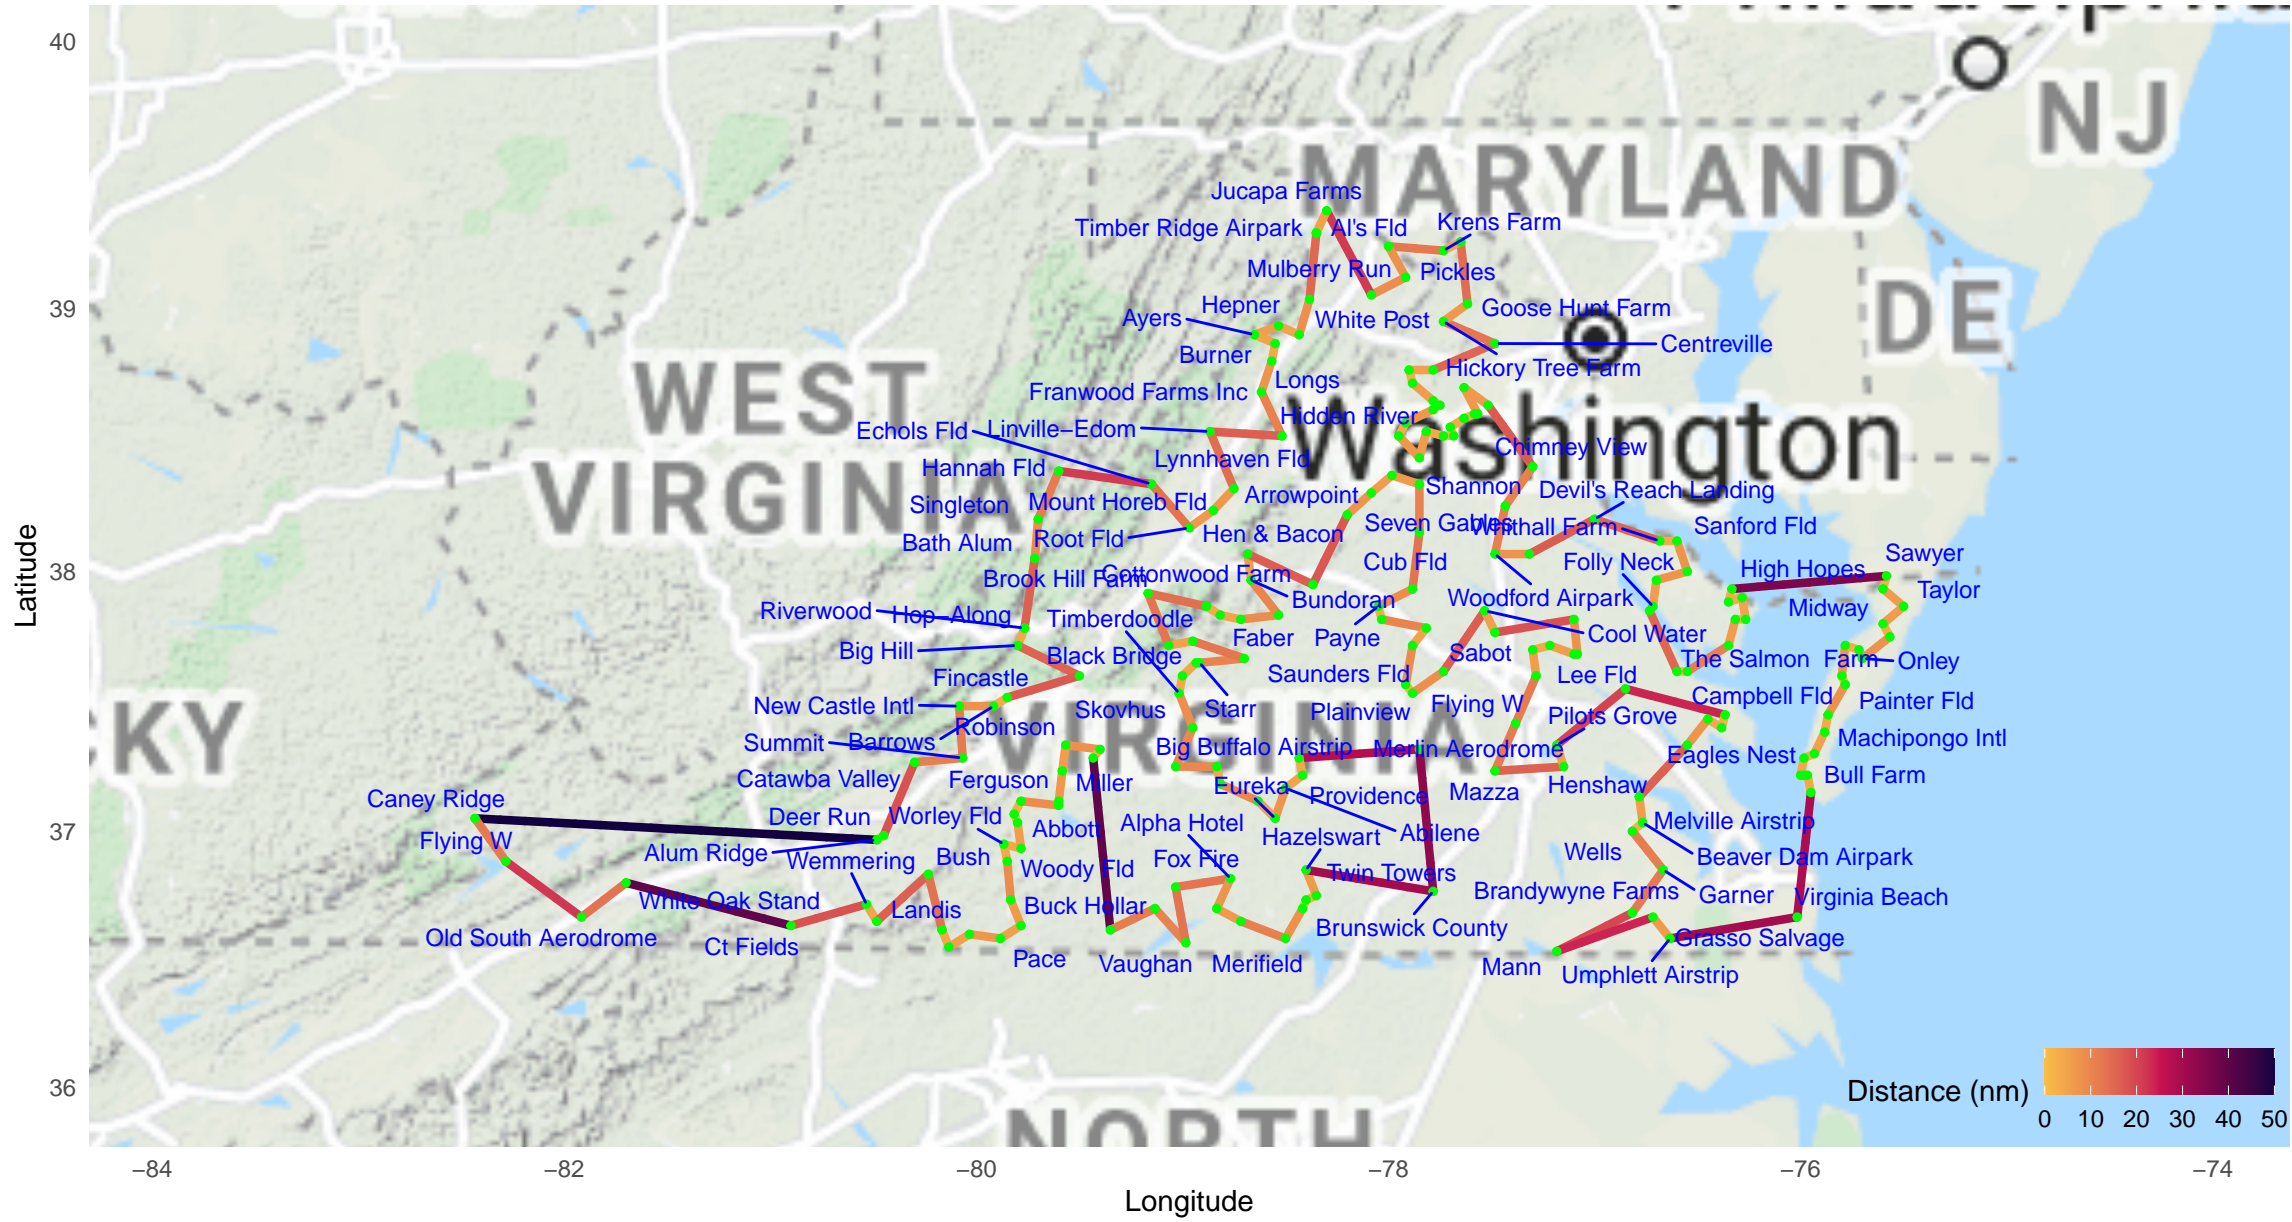 40
39
38
37
36
Latitude
−84
−82
−80
−78
−76
−74
Longitude
MARYLAND
NJ
DE
WEST
VIRGINIA
Washington
VIRGINIA
KY
NORTH
Jucapa Farms
Timber Ridge Airpark
Al's Fld
Krens Farm
Mulberry Run
Pickles
Hepner
Goose Hunt Farm
Ayers
White Post
Centreville
Burner
Hickory Tree Farm
Longs
Franwood Farms Inc
Hidden River
Echols Fld
Linville−Edom
Chimney View
Hannah Fld
Lynnhaven Fld
Shannon
Devil's Reach Landing
Singleton
Mount Horeb Fld
Arrowpoint
Seven Gables
Whithall Farm
Sanford Fld
Bath Alum
Root Fld
Hen & Bacon
Cub Fld
Folly Neck
High Hopes
Sawyer
Brook Hill Farm
Cottonwood Farm
Taylor
Riverwood
Hop−Along
Timberdoodle
Bundoran
Woodford Airpark
Midway
Big Hill
Black Bridge
Faber
Payne
Cool Water
Sabot
The Salmon Farm
Onley
Fincastle
Saunders Fld
Lee Fld
Campbell Fld
Painter Fld
New Castle Intl
Robinson
Skovhus
Starr
Plainview
Flying W
Pilots Grove
Summit
Barrows
Big Buffalo Airstrip
Merlin Aerodrome
Eagles Nest
Machipongo Intl
Catawba Valley
Ferguson
Miller
Eureka
Providence
Mazza
Henshaw
Bull Farm
Caney Ridge
Deer Run
Worley Fld
Abbott
Alpha Hotel
Hazelswart
Abilene
Melville Airstrip
Flying W
Alum Ridge
Wemmering
Bush
Woody Fld
Fox Fire
Twin Towers
Wells
Beaver Dam Airpark
White Oak Stand
Landis
Buck Hollar
Brunswick County
Brandywyne Farms
Garner
Virginia Beach
Old South Aerodrome
Ct Fields
Pace
Vaughan
Merifield
Mann
Grasso Salvage
Umphlett Airstrip
Distance (nm)
0
10
20
30
40
50